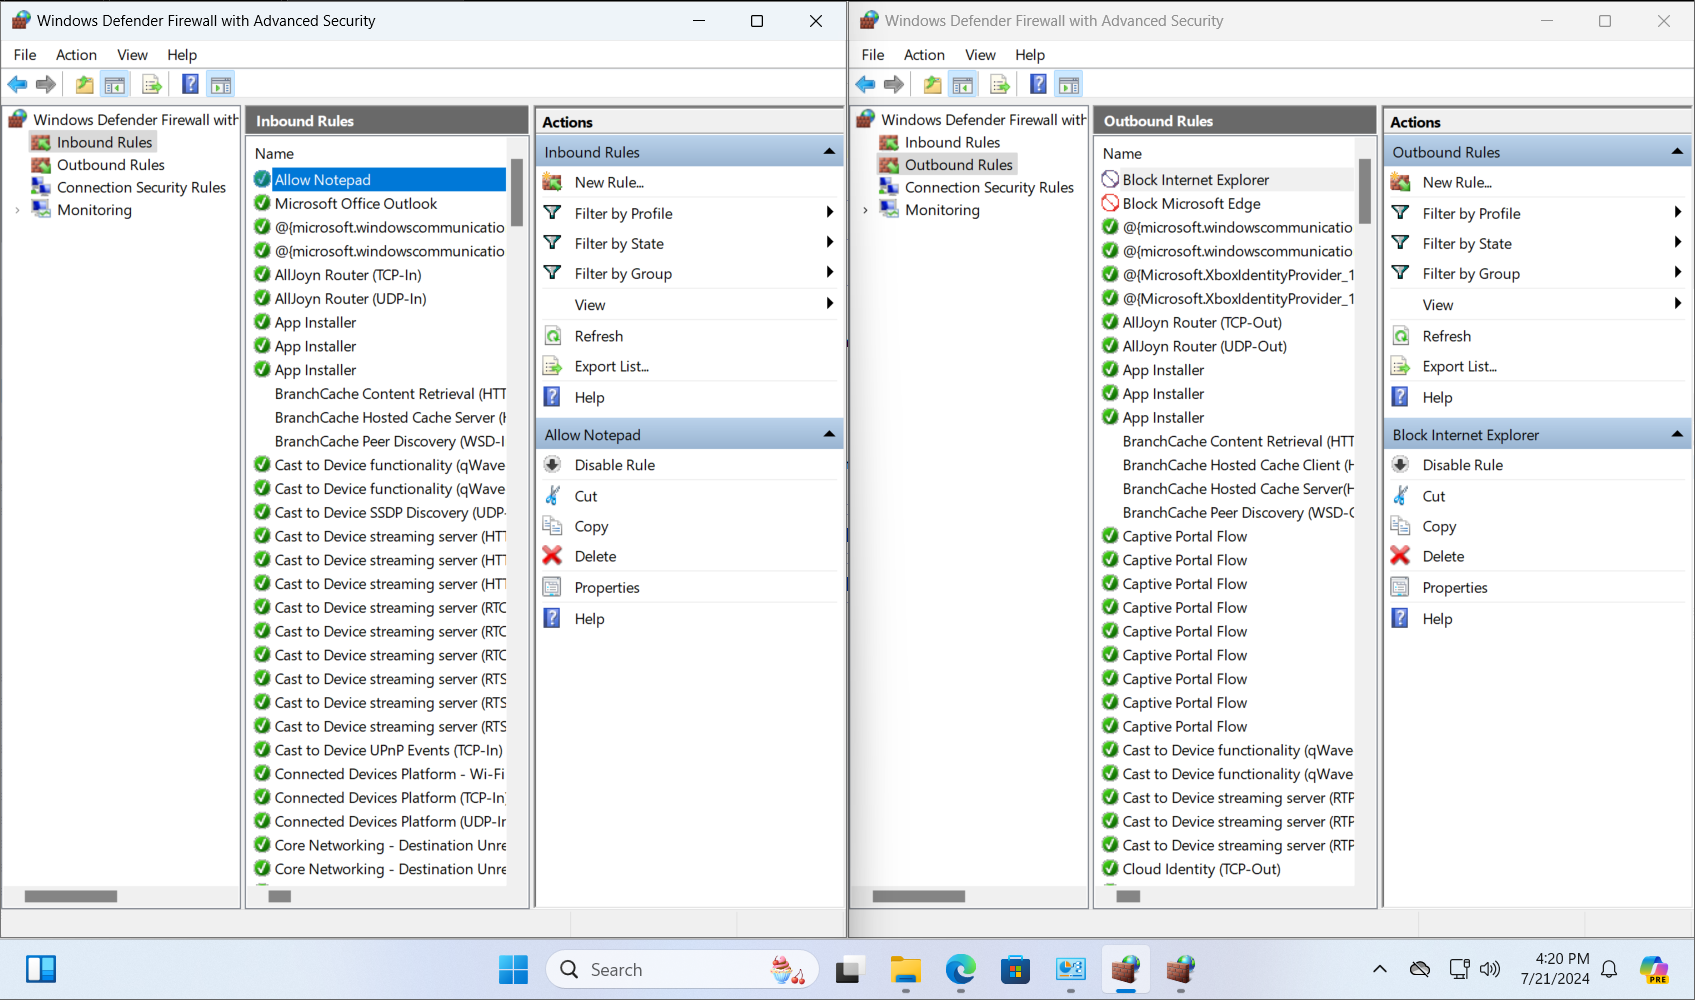 Windows Defender Firewall with Advanced Security
File Action View Help
Windows Defender Firewall with
Inbound Rules
Outbound Rules
Connection Security Rules
Monitoring
Inbound Rules
Name
Allow Notepad
Microsoft Office Outlook
@{microsoft.windowscommunicatio
@{microsoft.windowscommunicatio
AllJoyn Router (TCP-In)
AllJoyn Router (UDP-In)
App Installer
App Installer
App Installer
BranchCache Content Retrieval (HTT
BranchCache Hosted Cache Server (H
BranchCache Peer Discovery (WSD-I
Cast to Device functionality (qWave
Cast to Device functionality (qWave
Cast to Device SSDP Discovery (UDP-
Cast to Device streaming server (HTT
Cast to Device streaming server (HTT
Cast to Device streaming server (HTT
Cast to Device streaming server (RTC
Cast to Device streaming server (RTC
Cast to Device streaming server (RTC
Cast to Device streaming server (RTS
Cast to Device streaming server (RTS
Cast to Device streaming server (RTS
Cast to Device UPnP Events (TCP-In)
Connected Devices Platform - Wi-Fi
Connected Devices Platform (TCP-In)
Connected Devices Platform (UDP-In
Core Networking - Destination Unre
Core Networking - Destination Unre
Actions
Inbound Rules
New Rule...
Filter by Profile
Filter by State
Filter by Group
View
Refresh
Export List...
Help
Allow Notepad
Disable Rule
Cut
Copy
Delete
Properties
Help
Windows Defender Firewall with Advanced Security
File Action View Help
Windows Defender Firewall with
Inbound Rules
Outbound Rules
Connection Security Rules
Monitoring
Outbound Rules
Name
Block Internet Explorer
Block Microsoft Edge
@{microsoft.windowscommunicatio
@{microsoft.windowscommunicatio
@{Microsoft.XboxIdentityProvider_1
@{Microsoft.XboxIdentityProvider_1
AllJoyn Router (TCP-Out)
AllJoyn Router (UDP-Out)
App Installer
App Installer
App Installer
BranchCache Content Retrieval (HTT
BranchCache Hosted Cache Client (H
BranchCache Hosted Cache Server(H
BranchCache Peer Discovery (WSD-O
Captive Portal Flow
Captive Portal Flow
Captive Portal Flow
Captive Portal Flow
Captive Portal Flow
Captive Portal Flow
Captive Portal Flow
Captive Portal Flow
Captive Portal Flow
Cast to Device functionality (qWave
Cast to Device functionality (qWave
Cast to Device streaming server (RTP
Cast to Device streaming server (RTP
Cast to Device streaming server (RTP
Cloud Identity (TCP-Out)
Actions
Outbound Rules
New Rule...
Filter by Profile
Filter by State
Filter by Group
View
Refresh
Export List...
Help
Block Internet Explorer
Disable Rule
Cut
Copy
Delete
Properties
Help
Search
4:20 PM
7/21/2024
PRE